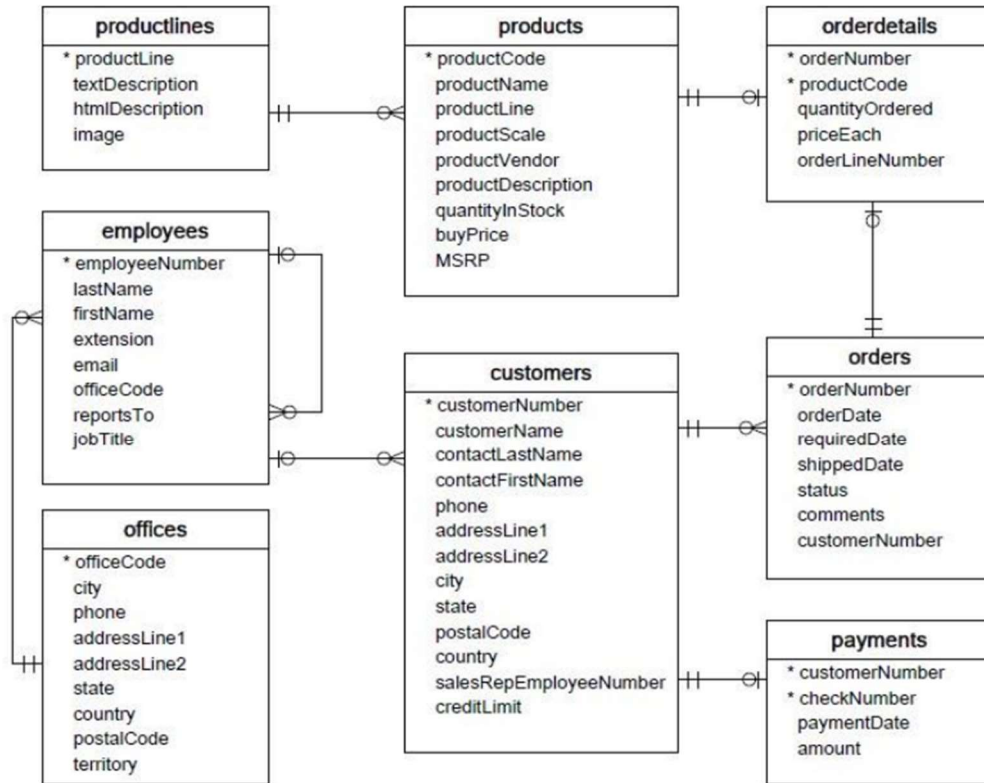 productlines
* productLine
textDescription
htmlDescription
image
products
* productCode
productName
productLine
productScale
productVendor
productDescription
quantityInStock
buyPrice
MSRP
orderdetails
* orderNumber
* productCode
quantityOrdered
priceEach
orderLineNumber
employees
* employeeNumber
lastName
firstName
extension
email
officeCode
reportsTo
jobTitle
customers
* customerNumber
customerName
contactLastName
contactFirstName
phone
addressLine1
addressLine2
city
state
postalCode
country
salesRepEmployeeNumber
creditLimit
orders
* orderNumber
orderDate
requiredDate
shippedDate
status
comments
customerNumber
offices
* officeCode
city
phone
addressLine1
addressLine2
state
country
postalCode
territory
payments
* customerNumber
* checkNumber
paymentDate
amount